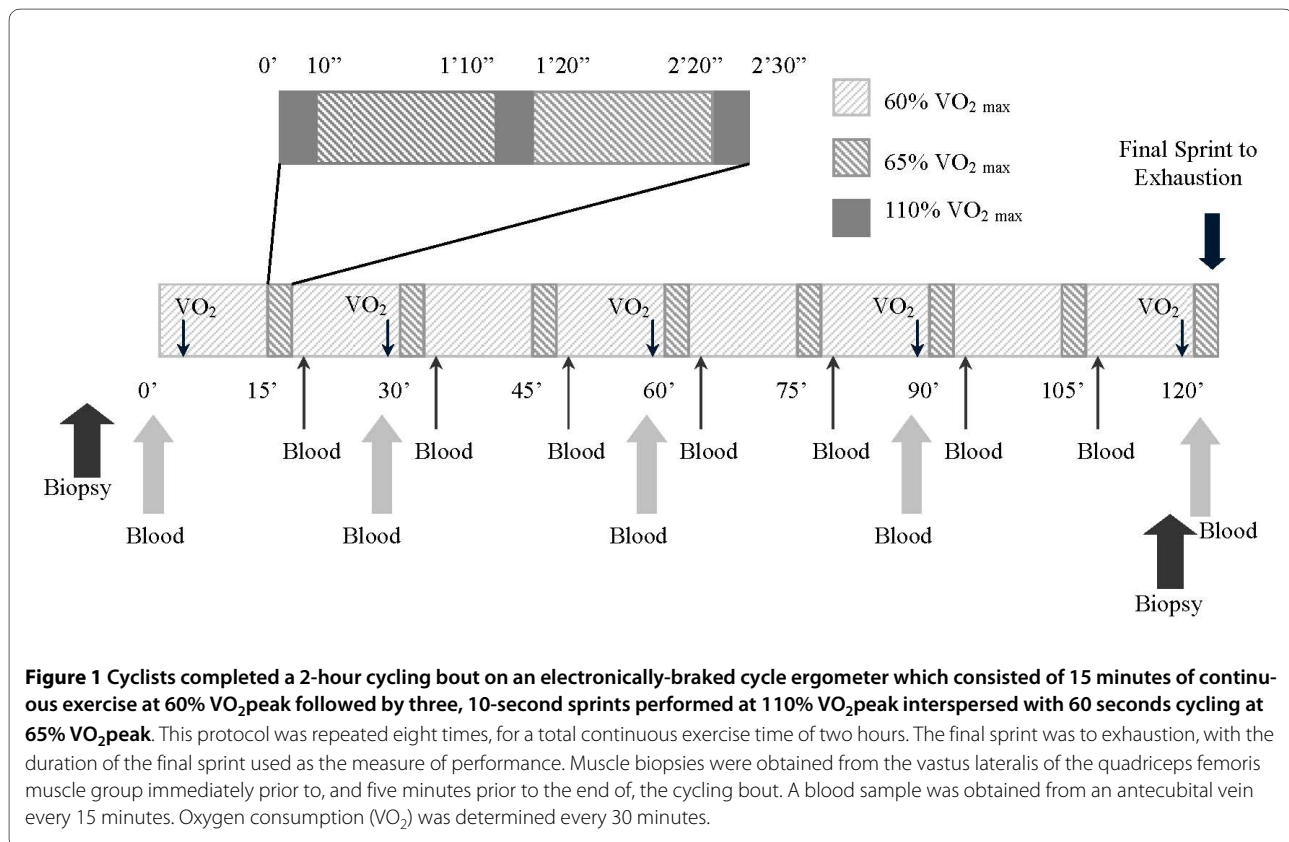 0’ 10” 1’10” 1’20” 2’20” 2’30”
60% VO2 max
65% VO2 max
110% VO2 max
Final Sprint to
Exhaustion
VO2 VO2 VO2 VO2 VO2
0’ 15’ 30’ 45’ 60’ 75’ 90’ 105’ 120’
Blood Blood Blood Blood Blood Blood Blood
Biopsy
Blood Blood Blood Blood Blood
Biopsy
Figure 1 Cyclists completed a 2-hour cycling bout on an electronically-braked cycle ergometer which consisted of 15 minutes of continu-
ous exercise at 60% VO2peak followed by three, 10-second sprints performed at 110% VO2peak interspersed with 60 seconds cycling at
65% VO2peak. This protocol was repeated eight times, for a total continuous exercise time of two hours. The final sprint was to exhaustion, with the
duration of the final sprint used as the measure of performance. Muscle biopsies were obtained from the vastus lateralis of the quadriceps femoris
muscle group immediately prior to, and five minutes prior to the end of, the cycling bout. A blood sample was obtained from an antecubital vein
every 15 minutes. Oxygen consumption (VO2) was determined every 30 minutes.